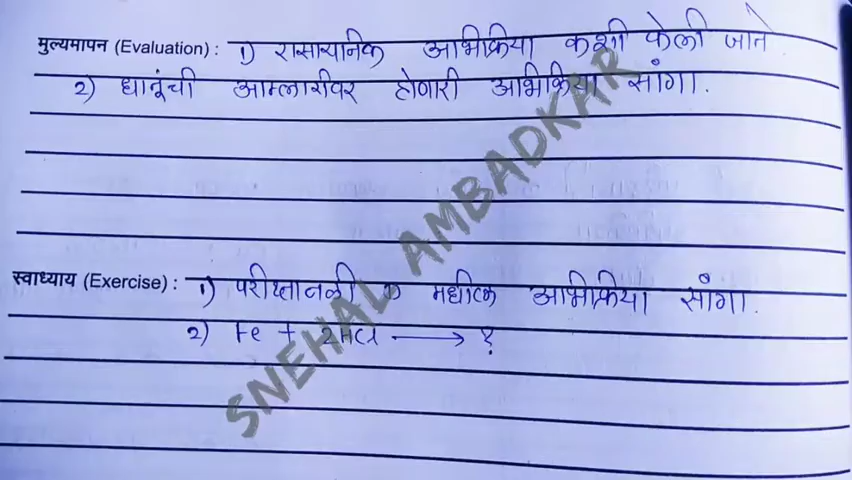 मुल्यमापन (Evaluation) : 1) रासायनिक अभिक्रिया कशी केली जाते
2) धातूंची आम्लाशीवर होणारी अभिक्रिया सांगा.
स्वाध्याय (Exercise) : 1) परीक्षानळी मधील अभिक्रिया सांगा.
2) Fe + 2HCl ⟶ ?
SNEHAL AMBADKAR